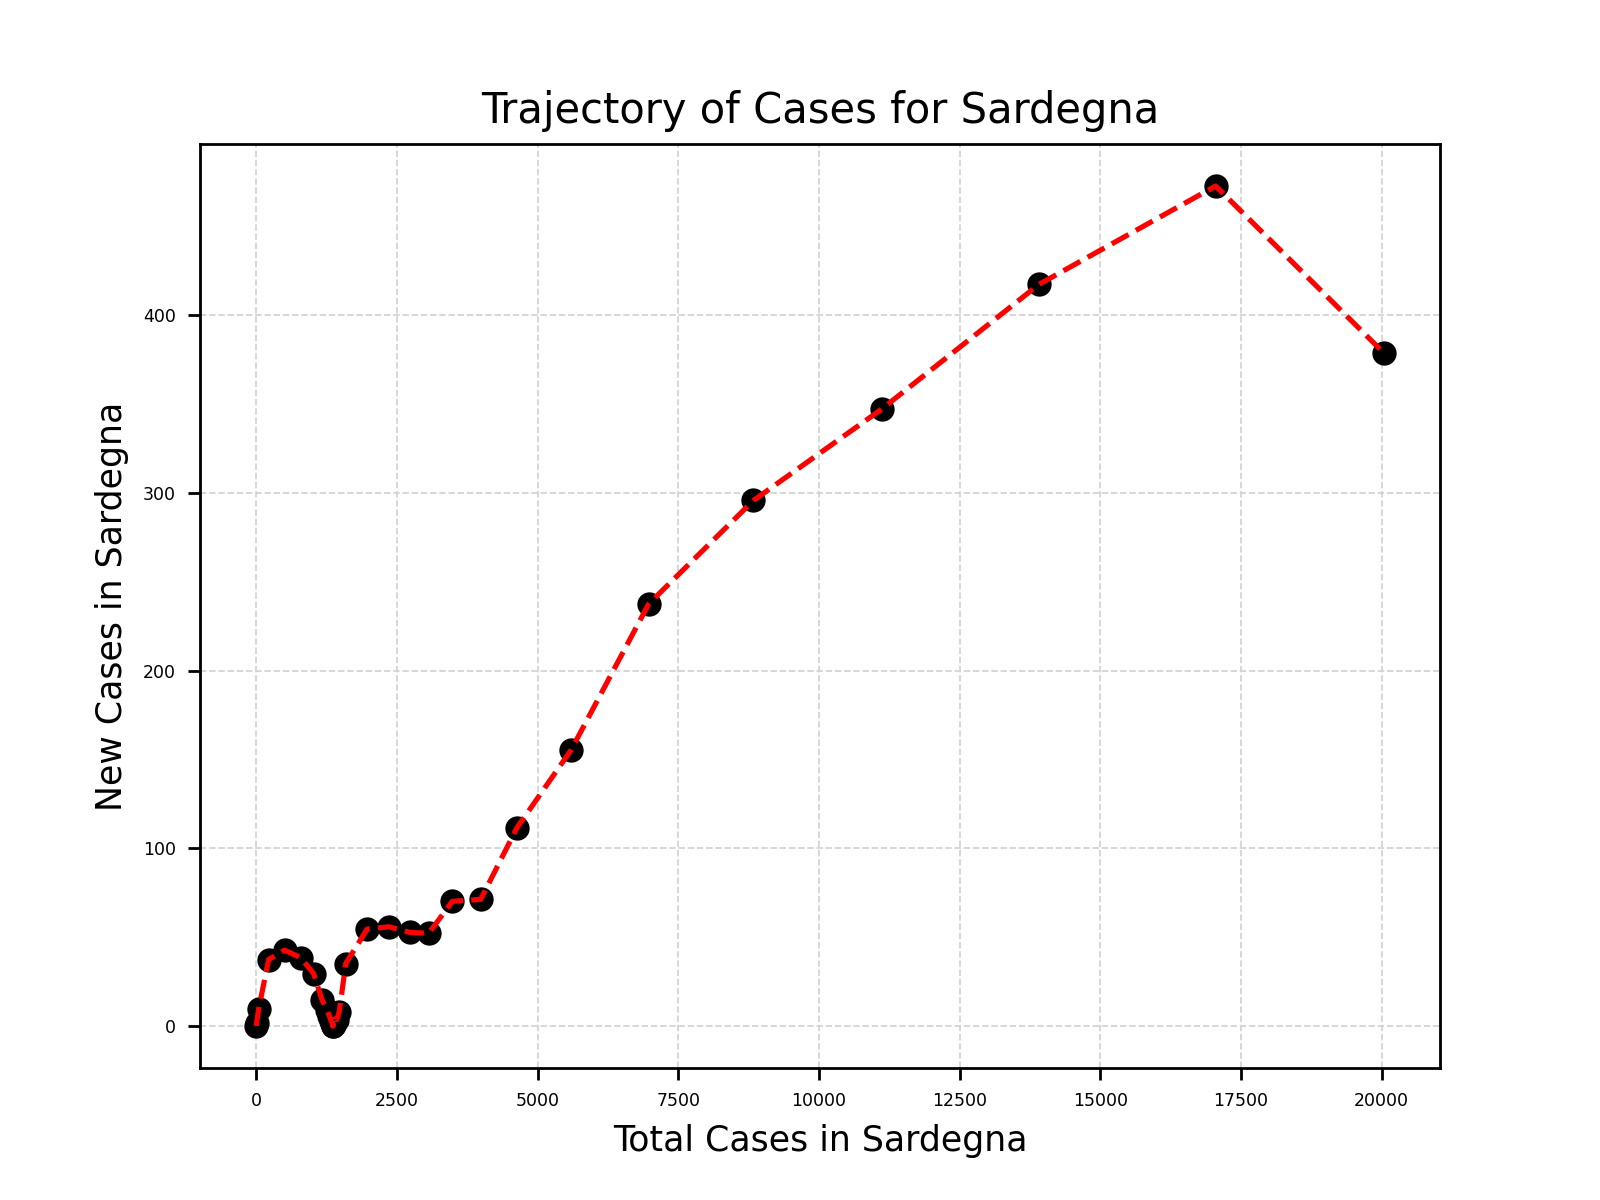 Trajectory of Cases for Sardegna
New Cases in Sardegna
400
300
200
100
0
0 2500 5000 7500 10000 12500 15000 17500 20000
Total Cases in Sardegna